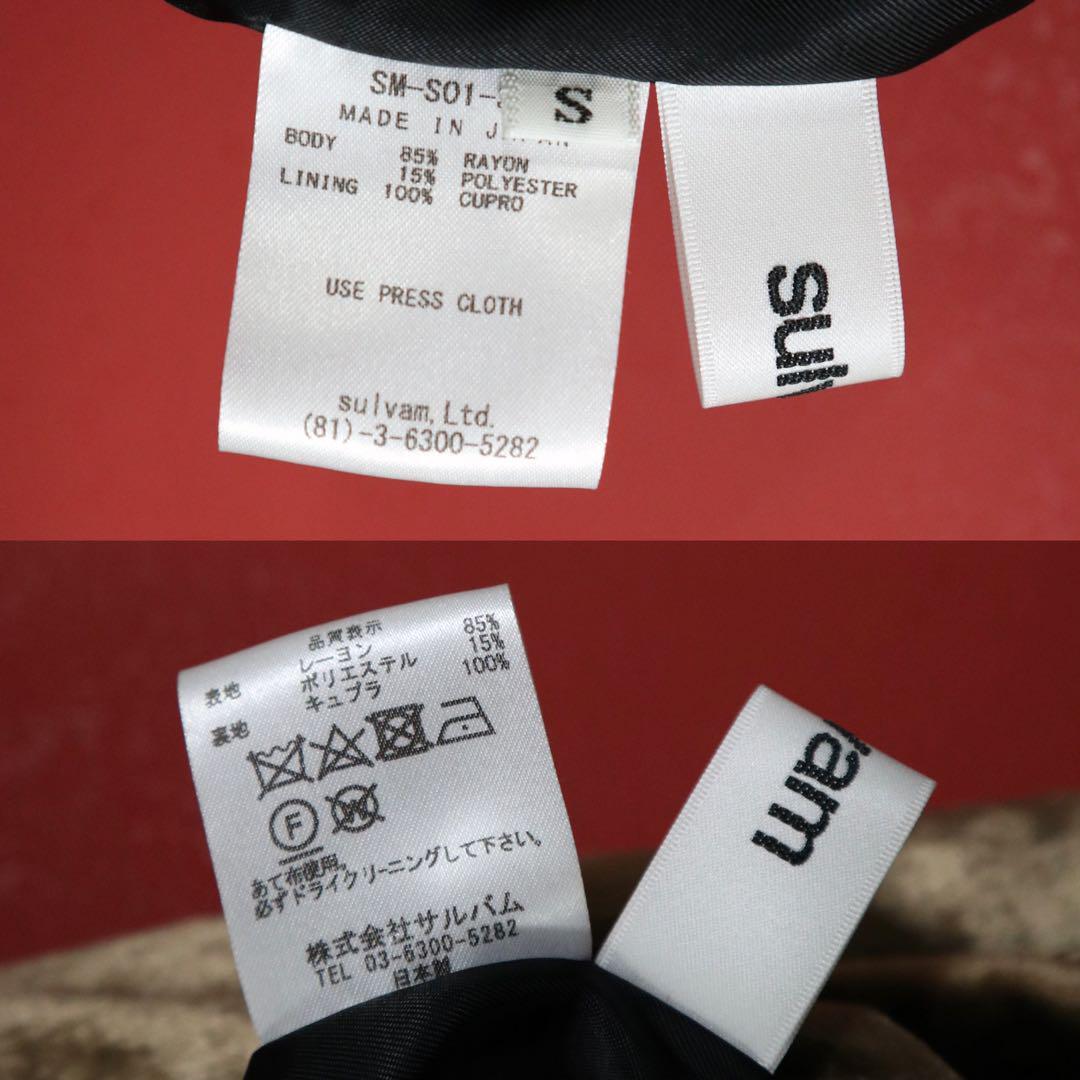 SM-S01-
S
MADE IN J AN
BODY 85% RAYON
15% POLYESTER
LINING 100% CUPRO
USE PRESS CLOTH
sulvam, Ltd.
(81)-3-6300-5282
sul
品質表示
表地 レーヨン 85%
ポリエステル 15%
裏地 キュプラ 100%
F
W
あて布使用。
必ずドライクリーニングして下さい。
株式会社サルバム
TEL 03-6300-5282
日本製
am